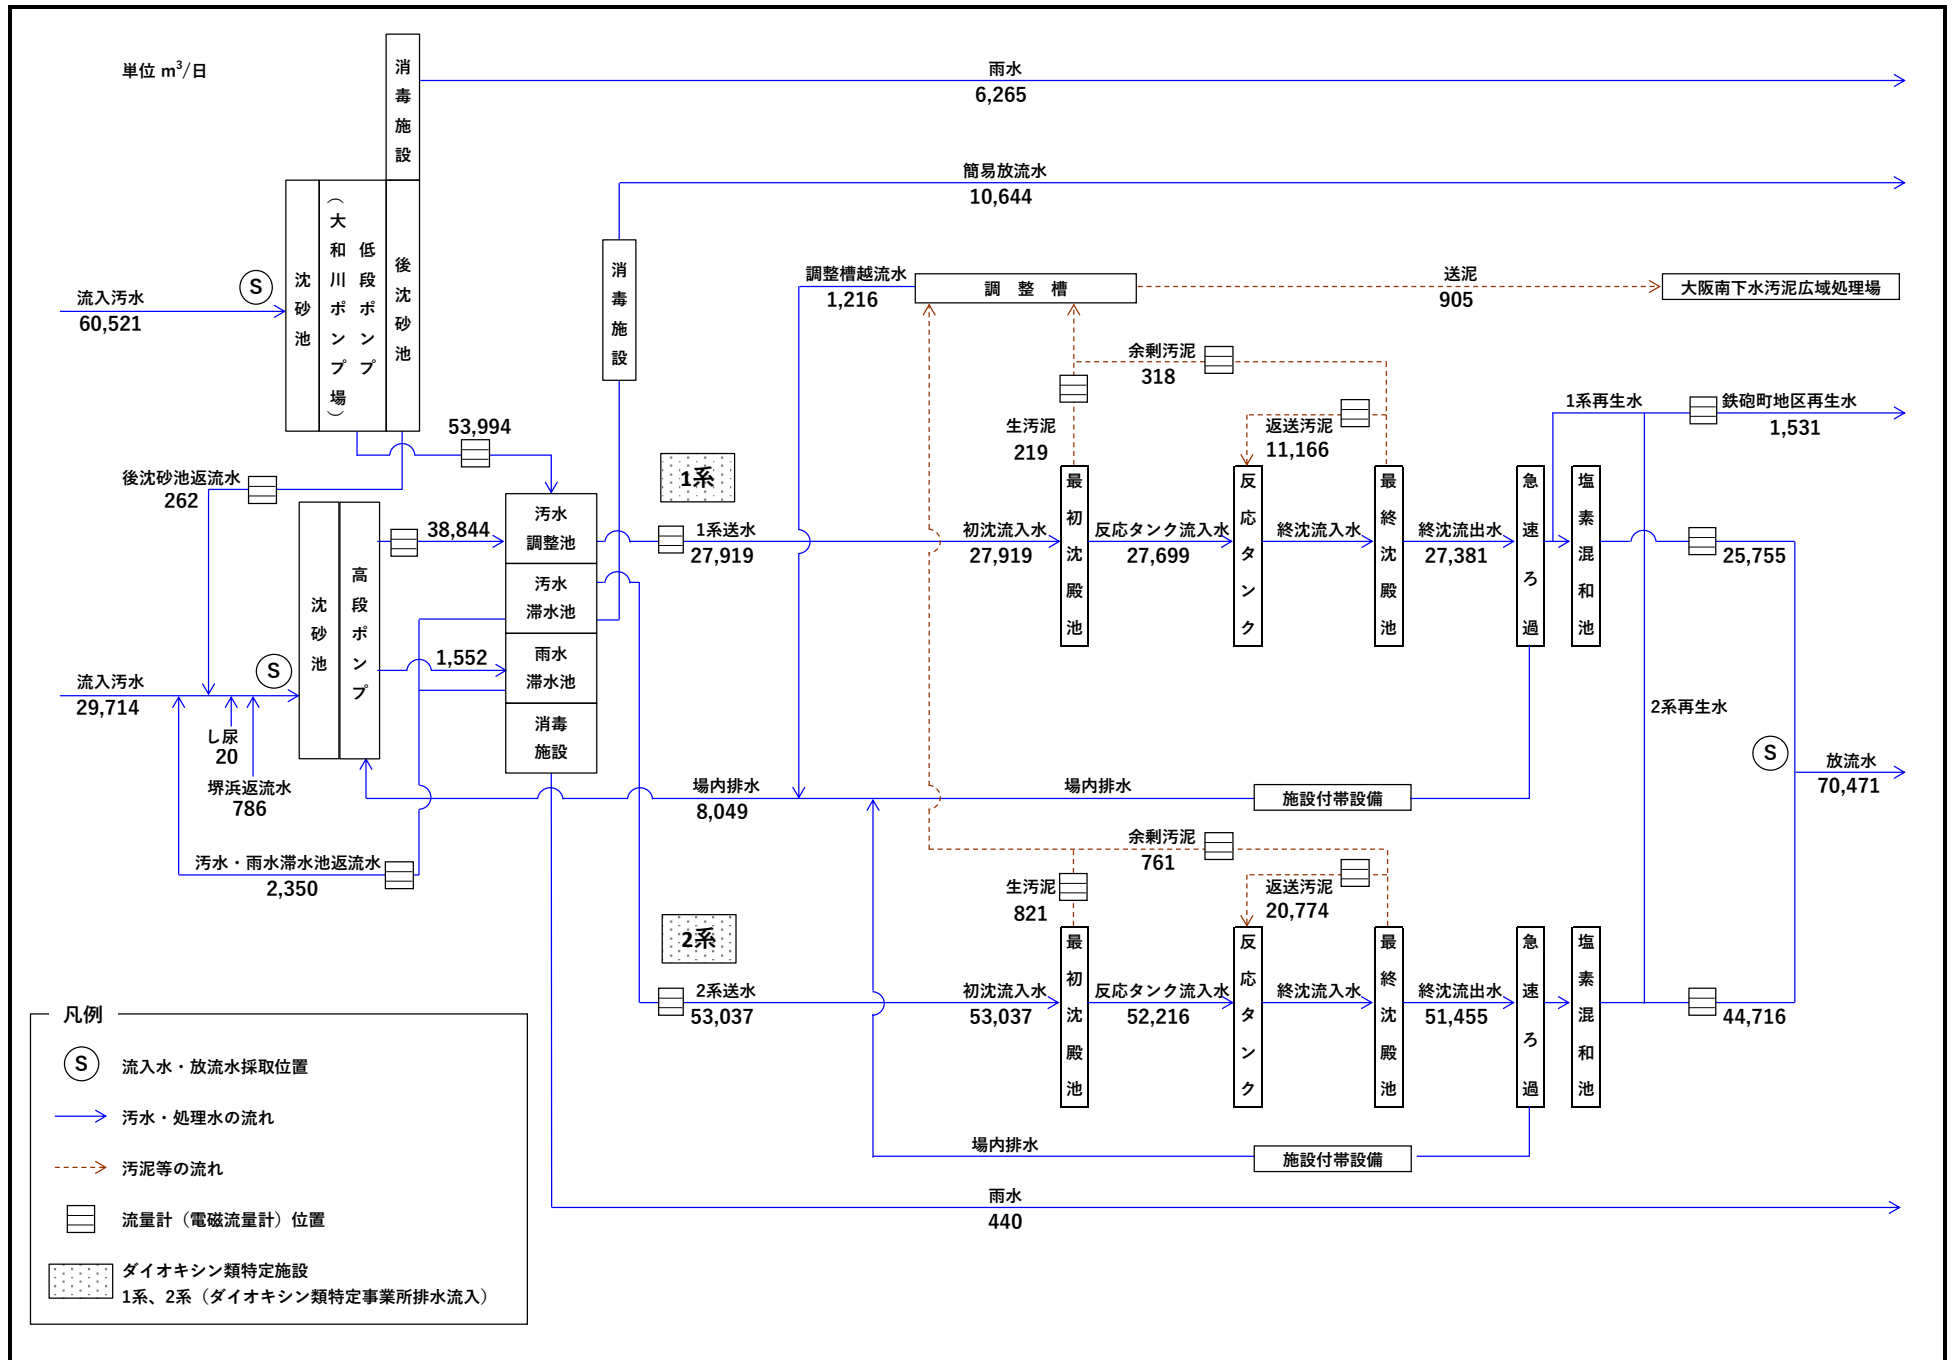 単位 m³/日
消毒施設
雨水
6,265
簡易放流水
10,644
沈砂池
（大和川ポンプ場）
低段ポンプ
後沈砂池
S
流入汚水
60,521
消毒施設
調整槽越流水
1,216
調 整 槽
送泥
905
大阪南下水汚泥広域処理場
余剰汚泥
318
生汚泥
219
返送汚泥
11,166
1系再生水
鉄砲町地区再生水
1,531
53,994
後沈砂池返流水
262
38,844
汚水
調整池
汚水
滞水池
雨水
滞水池
消毒
施設
1系
1系送水
27,919
初沈流入水
27,919
最初沈殿池
反応タンク流入水
27,699
反応タンク
終沈流入水
最終沈殿池
終沈流出水
27,381
急速ろ過
塩素混和池
25,755
沈砂池
高段ポンプ
1,552
S
流入汚水
29,714
し尿
20
堺浜返流水
786
2系再生水
S
放流水
70,471
場内排水
8,049
場内排水
施設付帯設備
汚水・雨水滞水池返流水
2,350
余剰汚泥
761
生汚泥
821
返送汚泥
20,774
2系
2系送水
53,037
初沈流入水
53,037
最初沈殿池
反応タンク流入水
52,216
反応タンク
終沈流入水
最終沈殿池
終沈流出水
51,455
急速ろ過
塩素混和池
44,716
場内排水
施設付帯設備
雨水
440
凡例
S
流入水・放流水採取位置
汚水・処理水の流れ
汚泥等の流れ
流量計（電磁流量計）位置
ダイオキシン類特定施設
1系、2系（ダイオキシン類特定事業所排水流入）